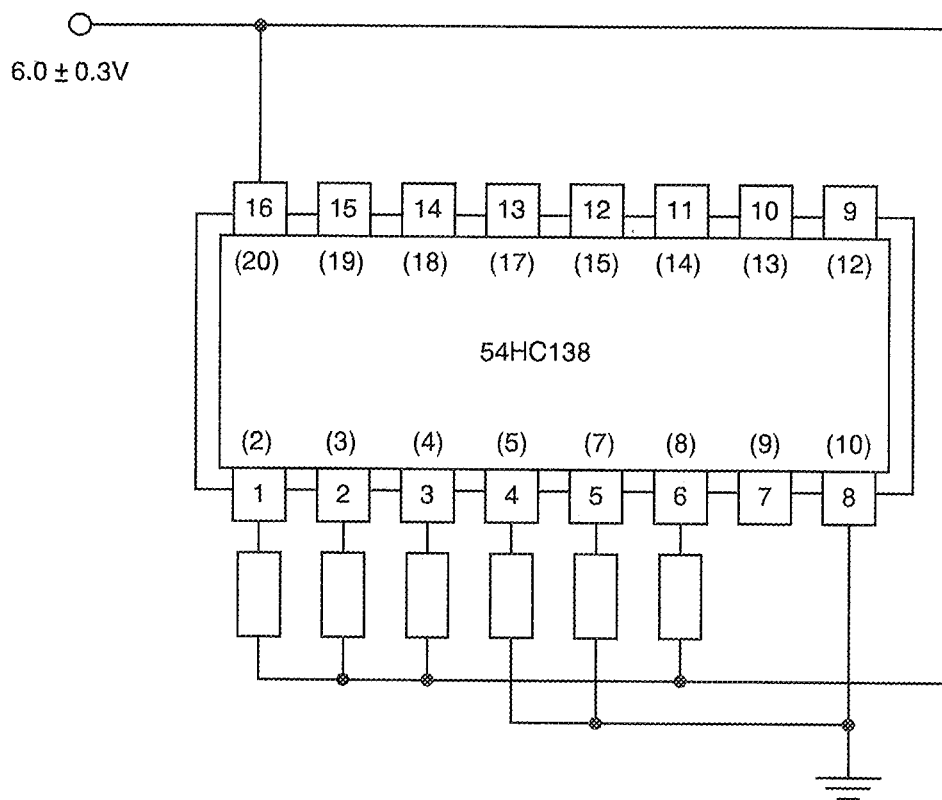 6.0 ± 0.3V
16 15 14 13 12 11 10 9
(20) (19) (18) (17) (15) (14) (13) (12)
54HC138
(2) (3) (4) (5) (7) (8) (9) (10)
1 2 3 4 5 6 7 8